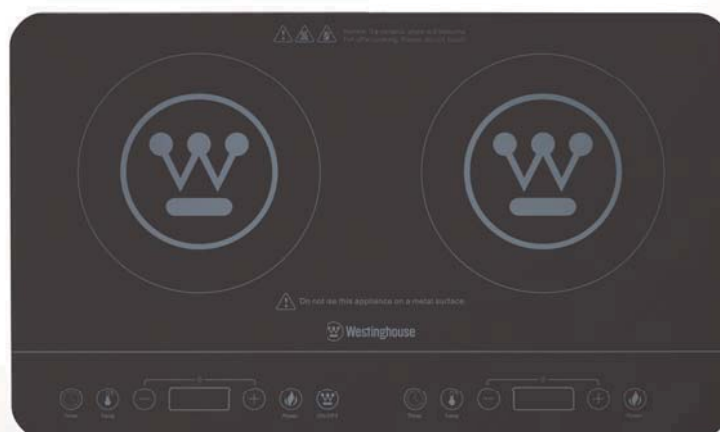 Do not use this appliance on a metal surface.
Westinghouse
Timer Temp Power ON/OFF Timer Temp Power